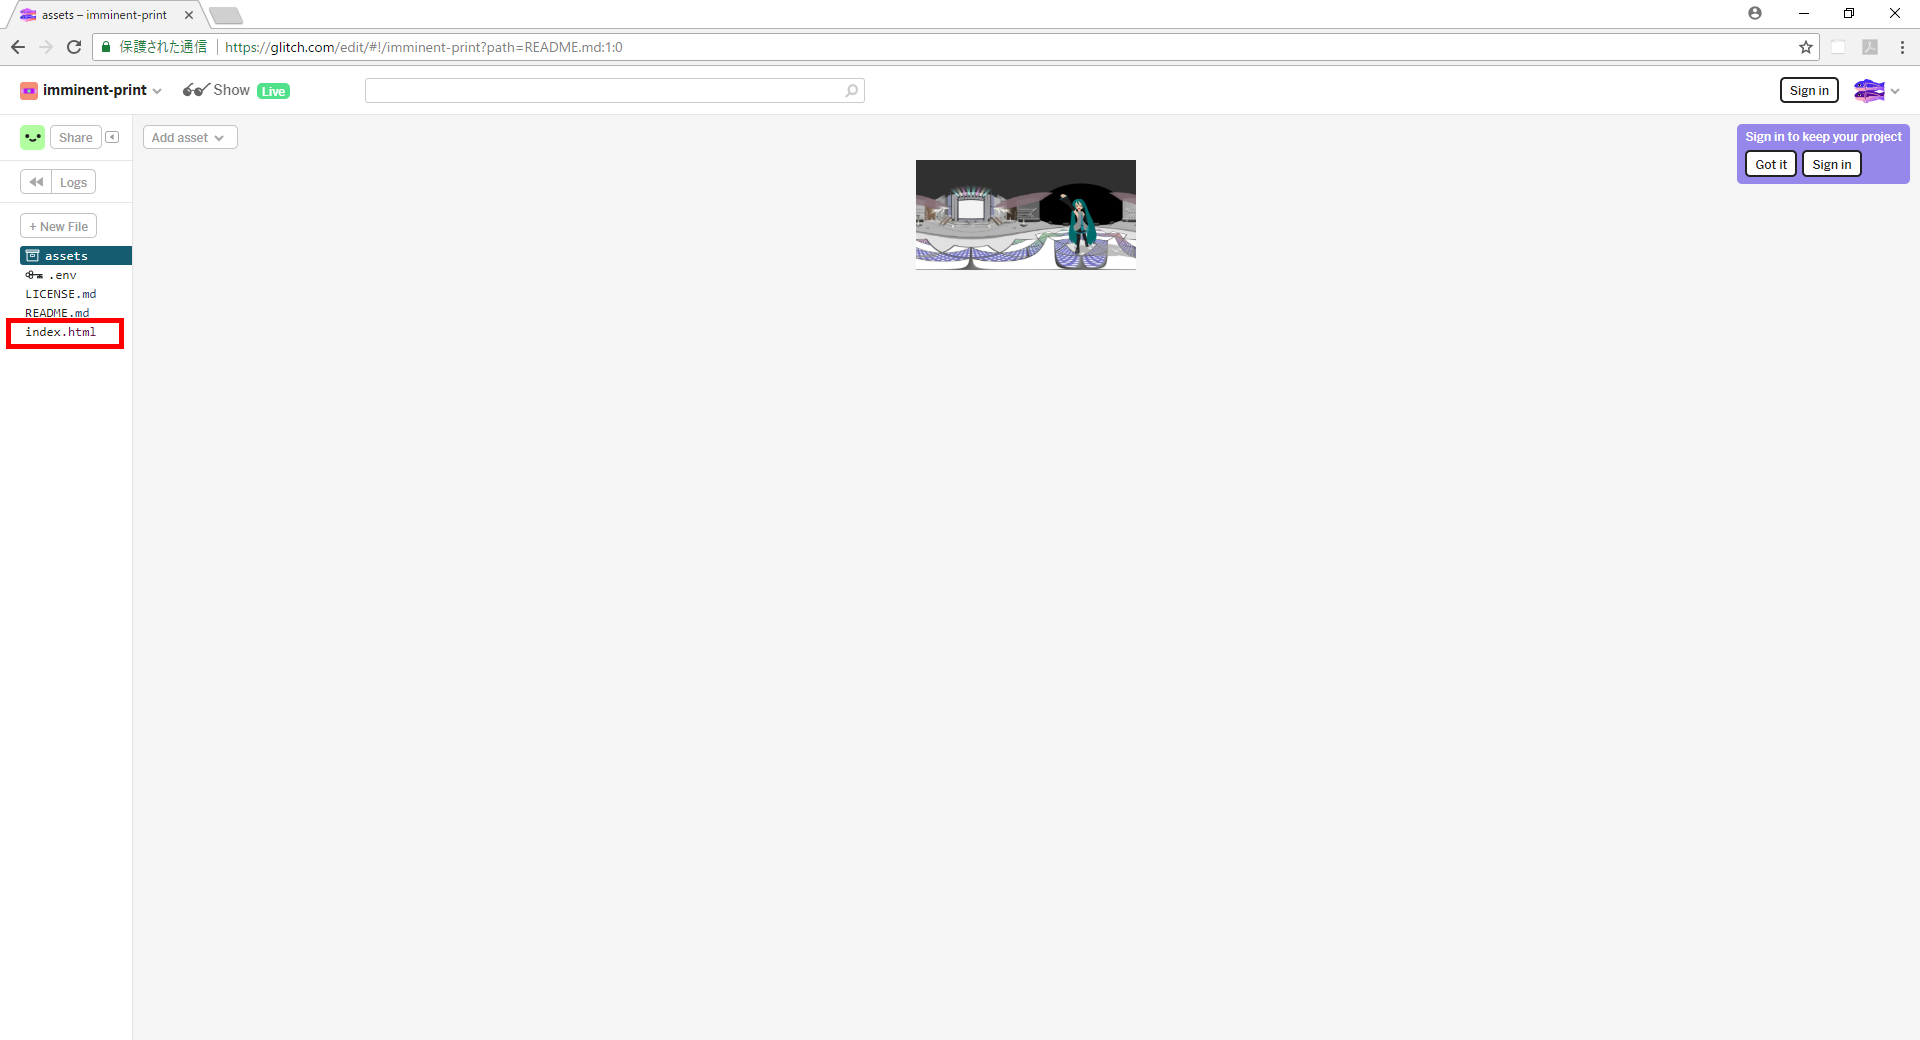 assets – imminent-print
保護された通信 https://glitch.com/edit/#!/imminent-print?path=README.md:1:0
imminent-print Show Live Sign in
Share Add asset Sign in to keep your project
Got it Sign in
Logs
+ New File
assets
.env
LICENSE.md
README.md
index.html